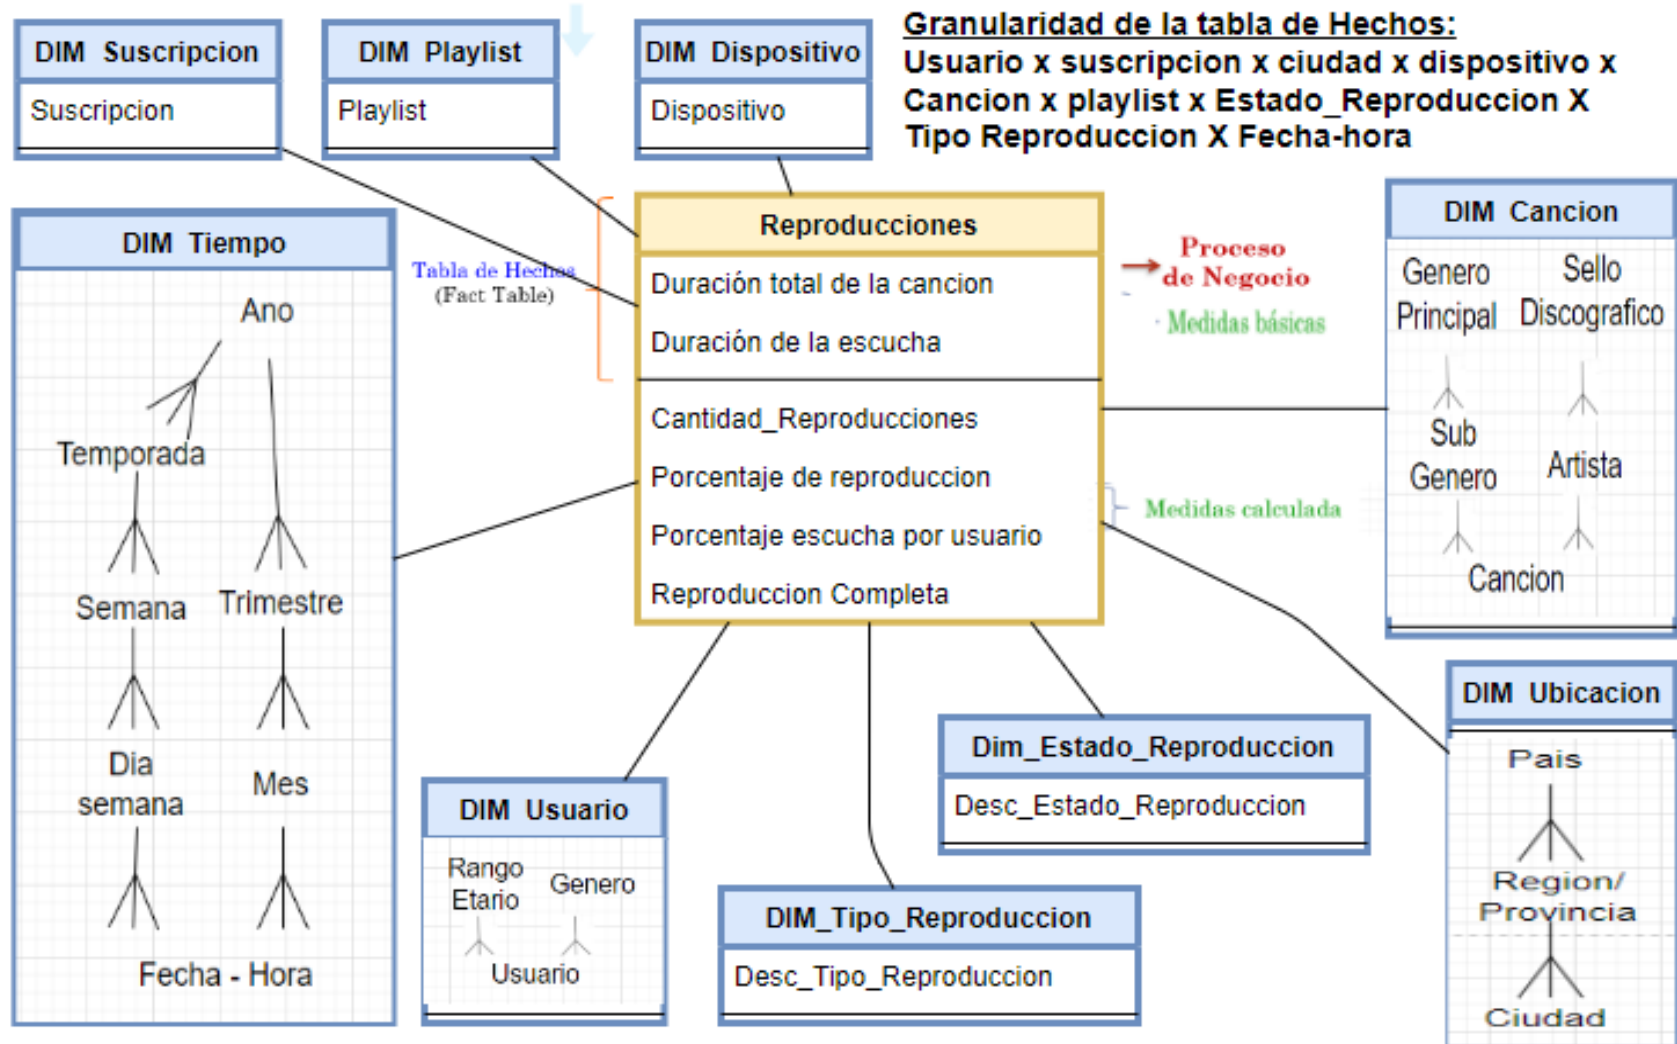 DIM Suscripcion
Suscripcion
DIM Playlist
Playlist
DIM Dispositivo
Dispositivo
Granularidad de la tabla de Hechos:
Usuario x suscripcion x ciudad x dispositivo x
Cancion x playlist x Estado_Reproduccion X
Tipo Reproduccion X Fecha-hora
DIM Tiempo
Ano
Temporada
Semana
Trimestre
Dia
semana
Mes
Fecha - Hora
Tabla de Hechos
(Fact Table)
Reproducciones
Duración total de la cancion
Duración de la escucha
Cantidad_Reproducciones
Porcentaje de reproduccion
Porcentaje escucha por usuario
Reproduccion Completa
Proceso
de Negocio
Medidas básicas
Medidas calculada
DIM Cancion
Genero
Principal
Sello
Discografico
Sub
Genero
Artista
Cancion
DIM Ubicacion
Pais
Region/
Provincia
Ciudad
Dim_Estado_Reproduccion
Desc_Estado_Reproduccion
DIM Usuario
Rango
Etario
Genero
Usuario
DIM_Tipo_Reproduccion
Desc_Tipo_Reproduccion